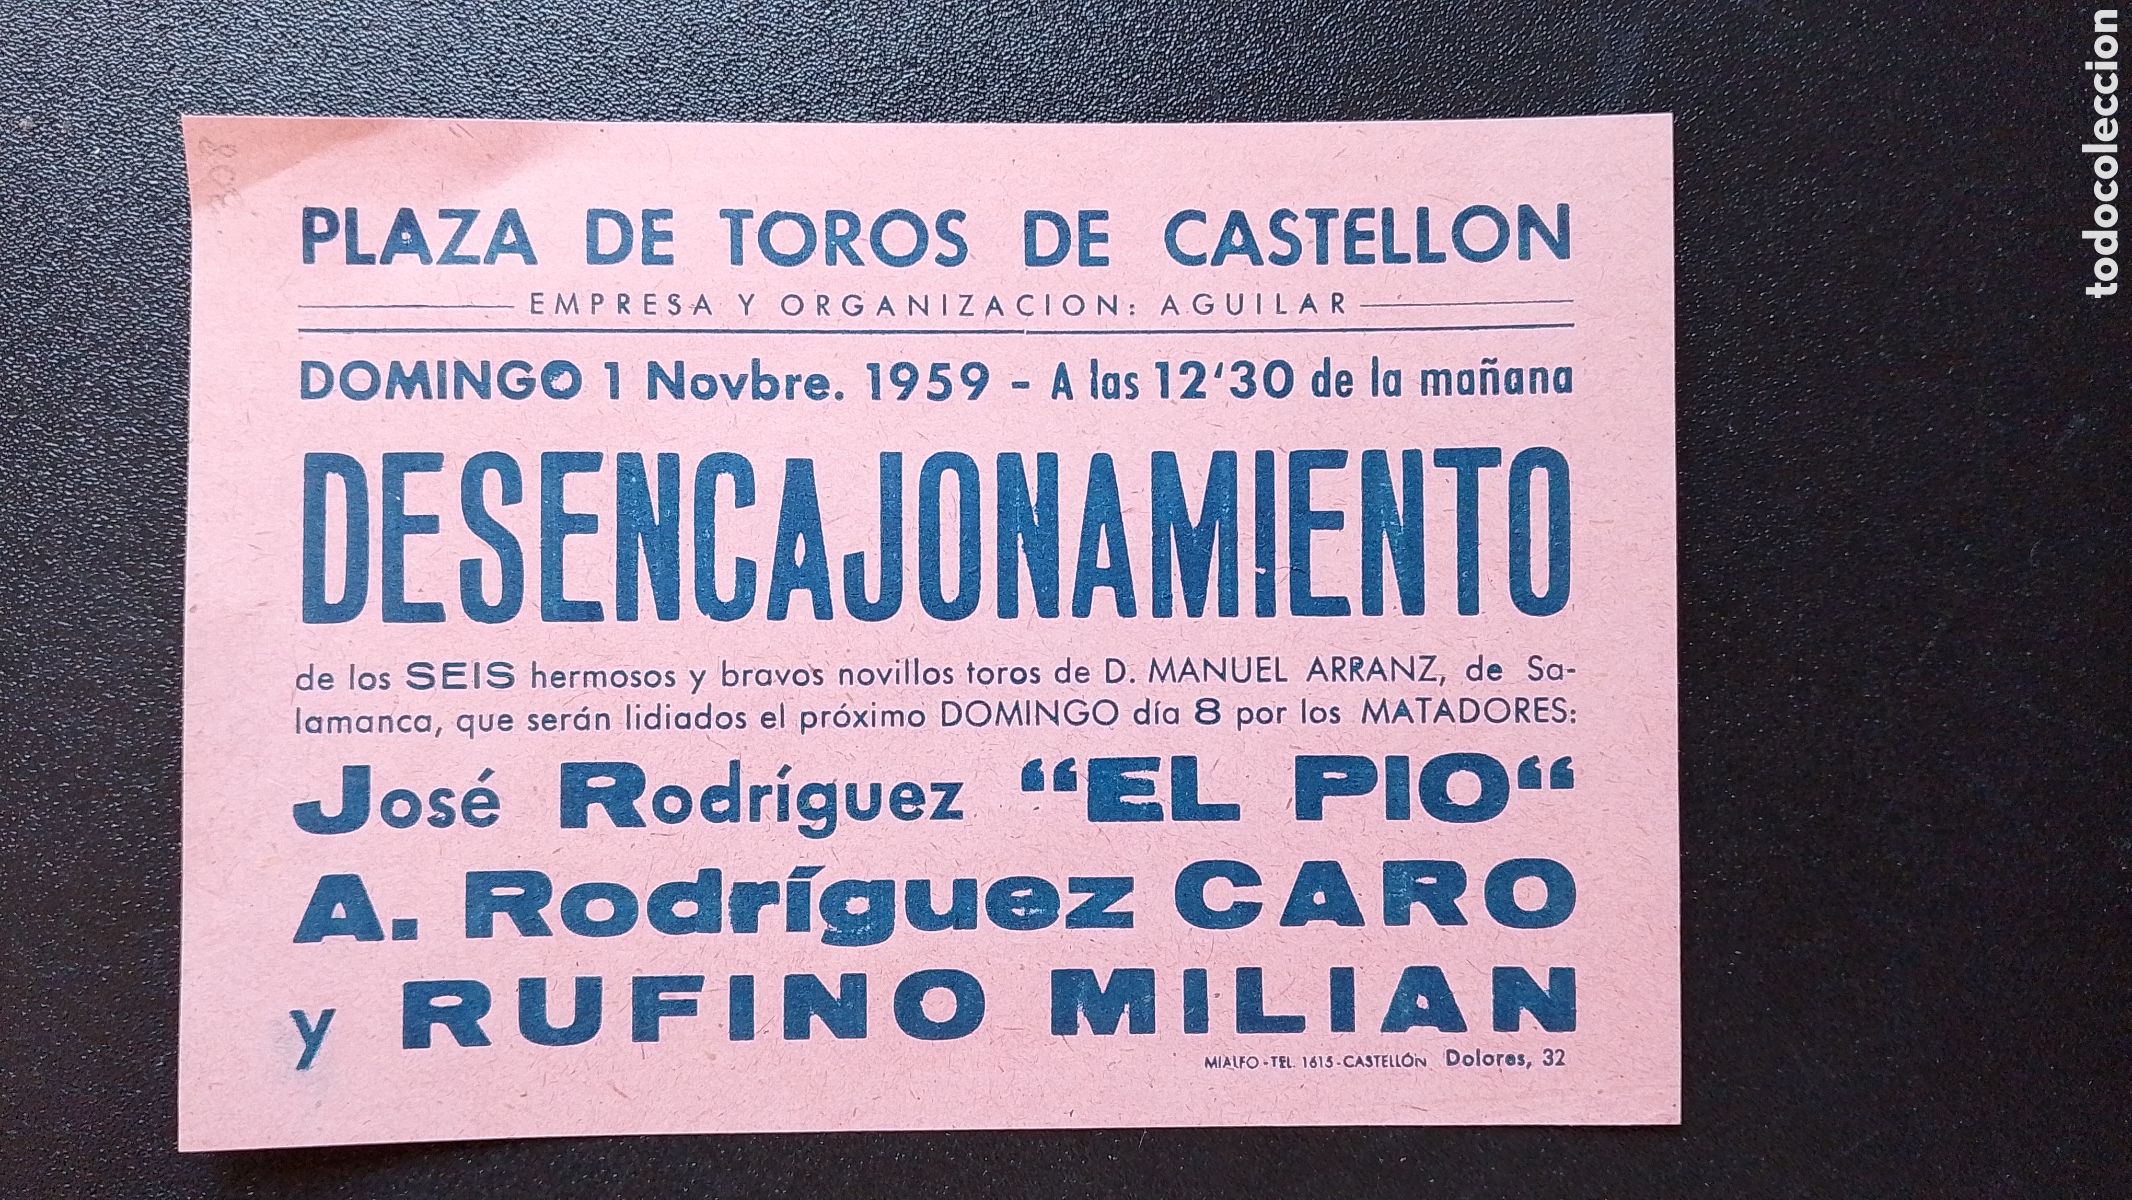 todocoleccion
308
PLAZA DE TOROS DE CASTELLON
EMPRESA Y ORGANIZACION: AGUILAR
DOMINGO 1 Novbre. 1959 - A las 12'30 de la mañana
DESENCAJONAMIENTO
de los SEIS hermosos y bravos novillos toros de D. MANUEL ARRANZ, de Sa-
lamanca, que serán lidiados el próximo DOMINGO día 8 por los MATADORES:
José Rodríguez “EL PIO“
A. Rodríguez CARO
y RUFINO MILIAN
MIALFO - TEL. 1615 - CASTELLÓN Dolores, 32